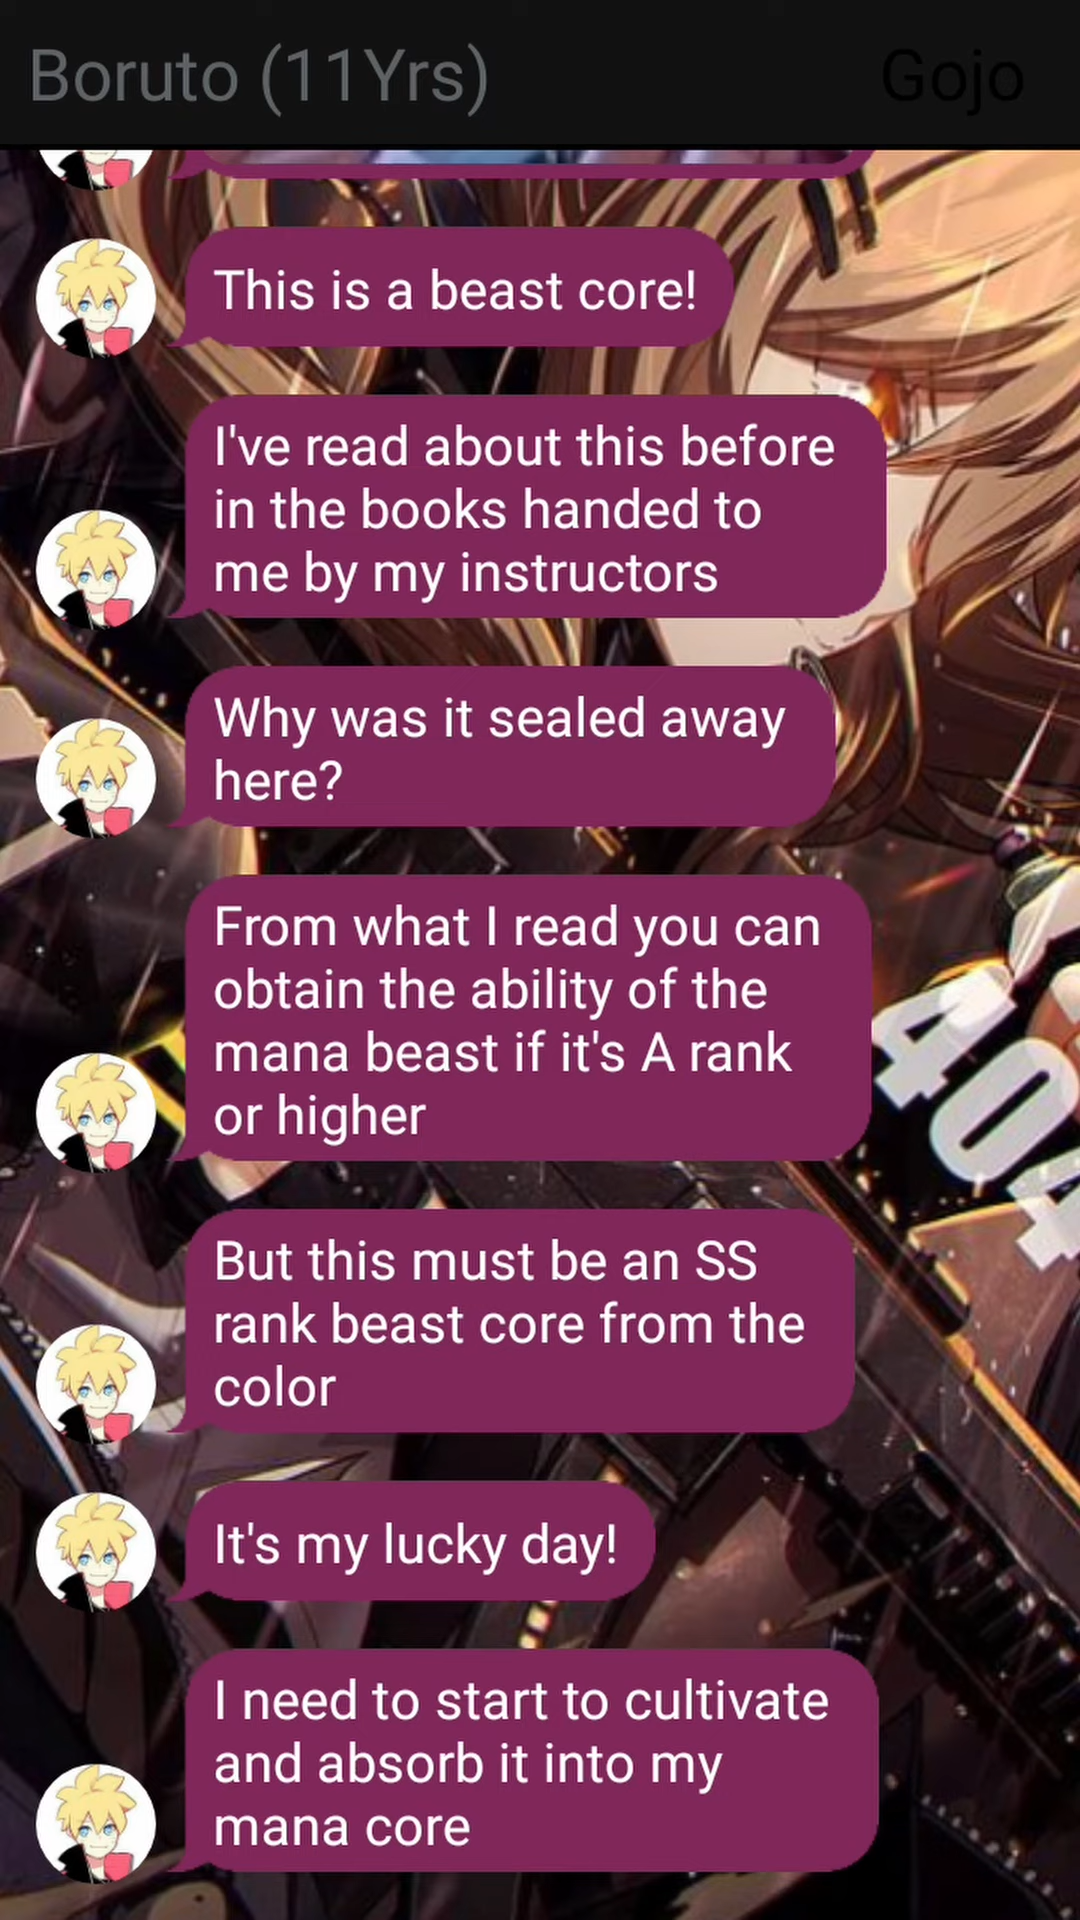 Boruto (11Yrs)
Gojo
This is a beast core!
I've read about this before
in the books handed to
me by my instructors
Why was it sealed away
here?
From what I read you can
obtain the ability of the
mana beast if it's A rank
or higher
But this must be an SS
rank beast core from the
color
It's my lucky day!
I need to start to cultivate
and absorb it into my
mana core
404